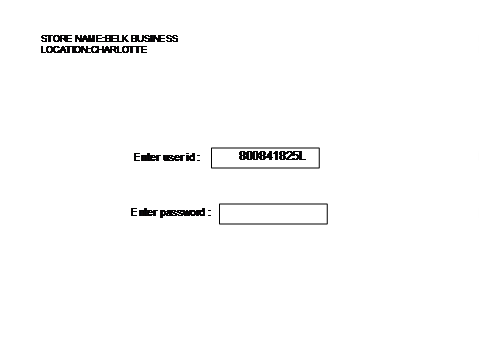 STORE NAME:BELK BUSINESS
LOCATION:CHARLOTTE
Enter user id : 800841825L
Enter password :